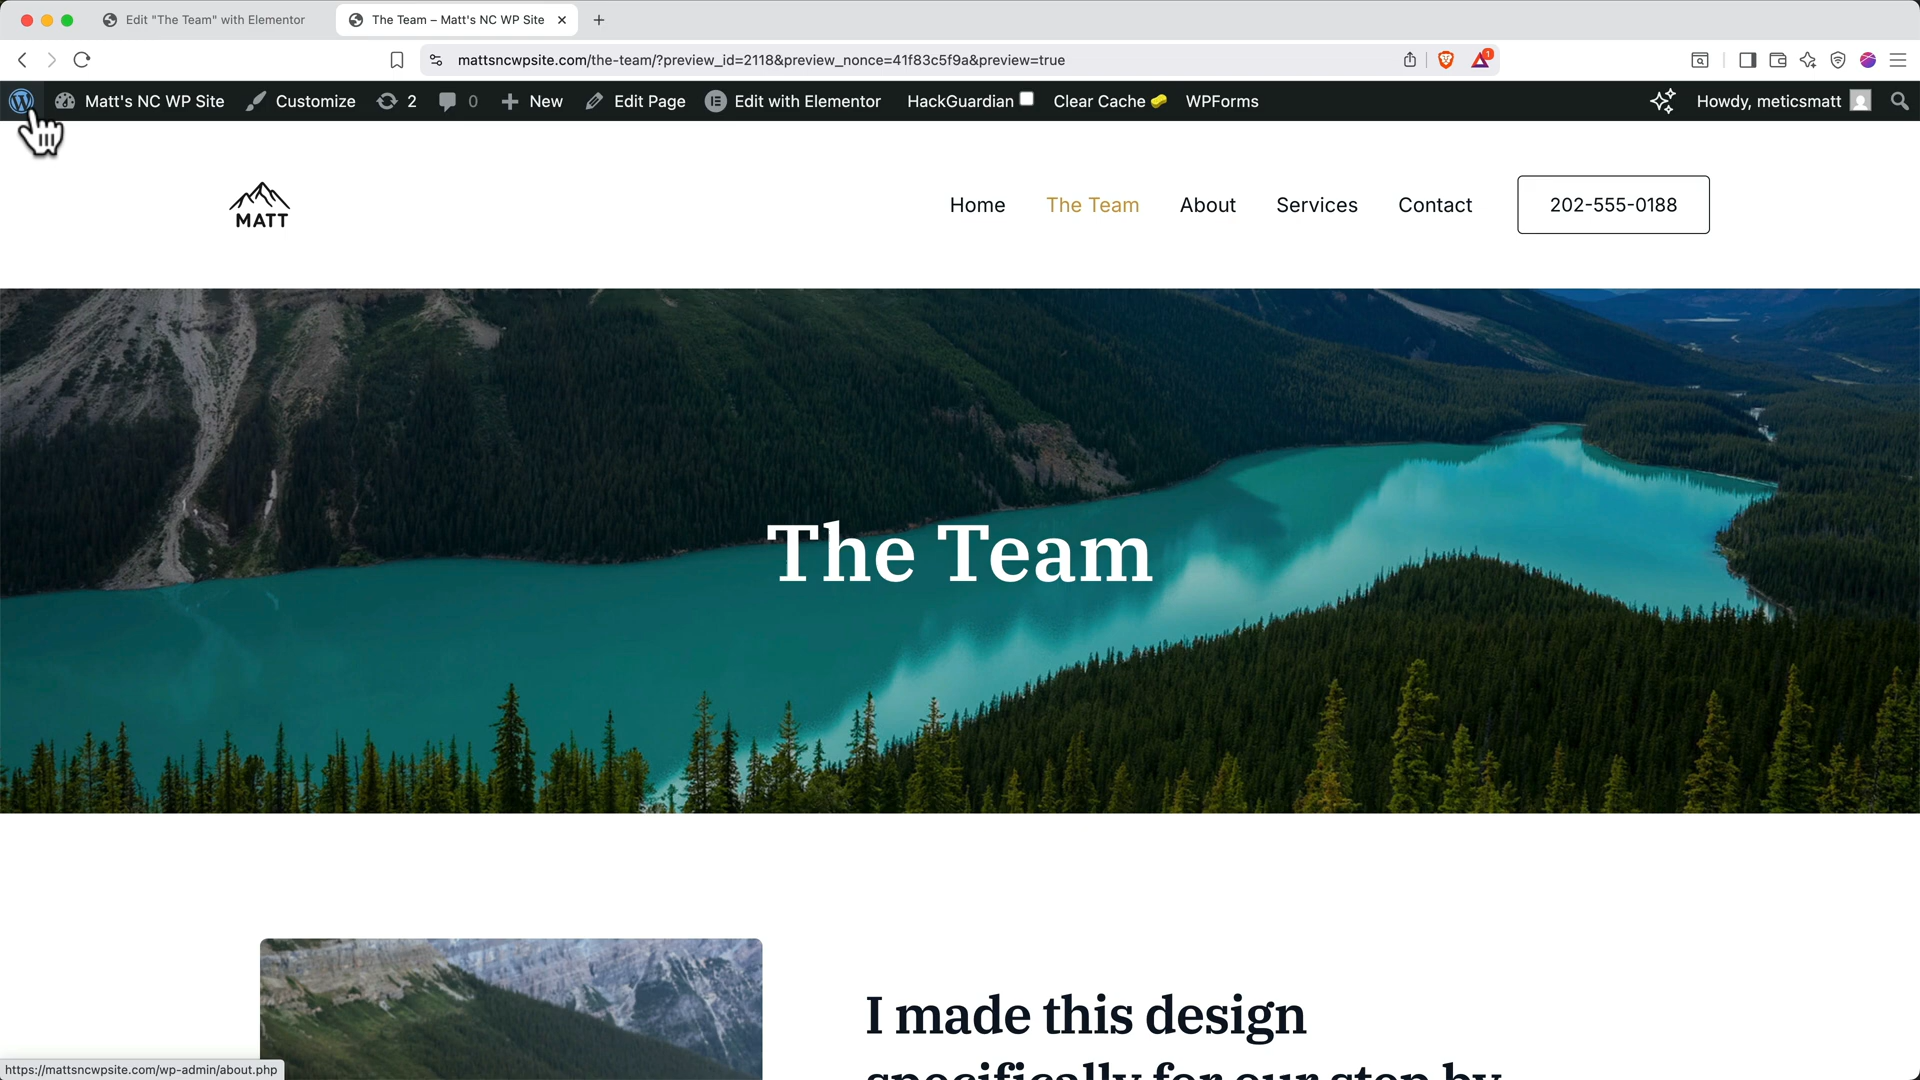 Edit "The Team" with Elementor
The Team – Matt's NC WP Site
mattsncwpsite.com/the-team/?preview_id=2118&preview_nonce=41f83c5f9a&preview=true
1
Matt's NC WP Site Customize 2 0 New Edit Page Edit with Elementor HackGuardian Clear Cache WPForms Howdy, meticsmatt
MATT
Home The Team About Services Contact 202-555-0188
The Team
I made this design
specifically for our step by
https://mattsncwpsite.com/wp-admin/about.php